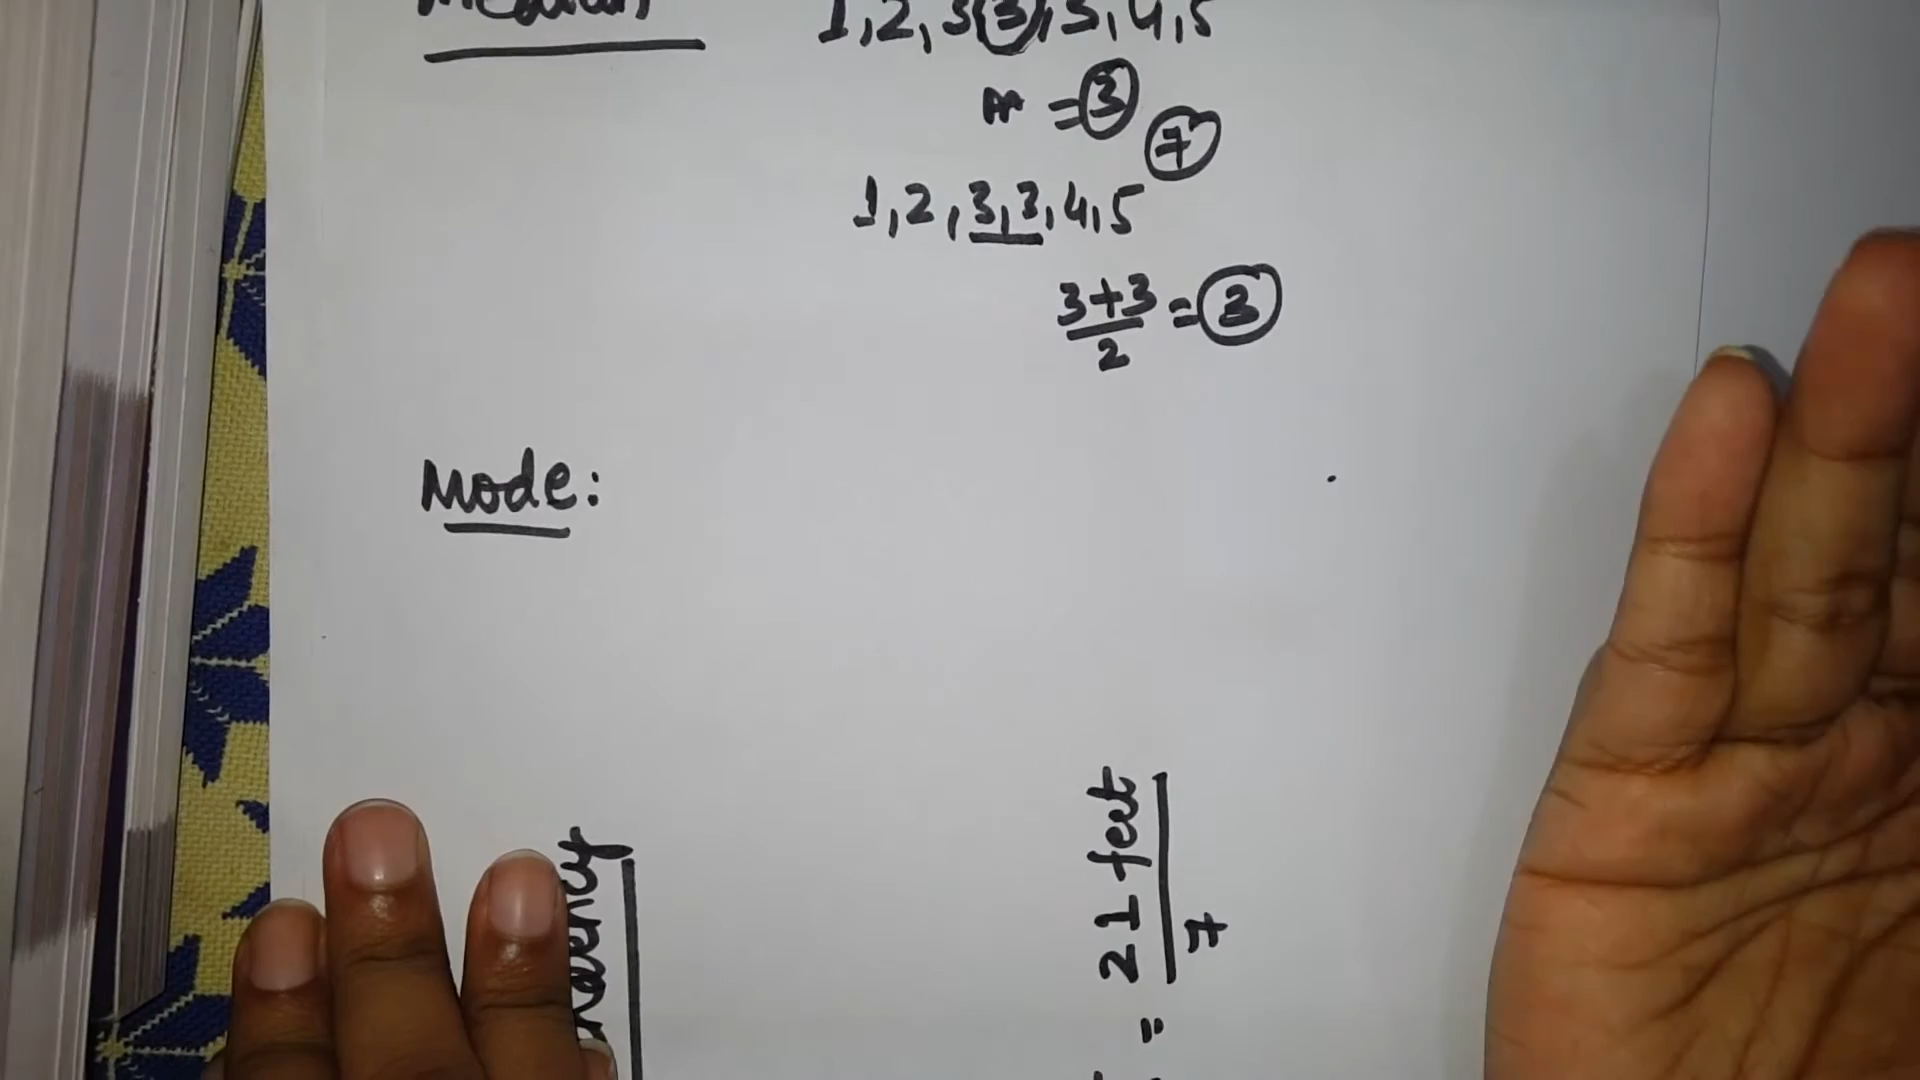 Median
1,2,3(3),3,4,5
= 3
7
1,2,3,3,4,5
3+3 = 3
2
Mode:
21 feet
7
=